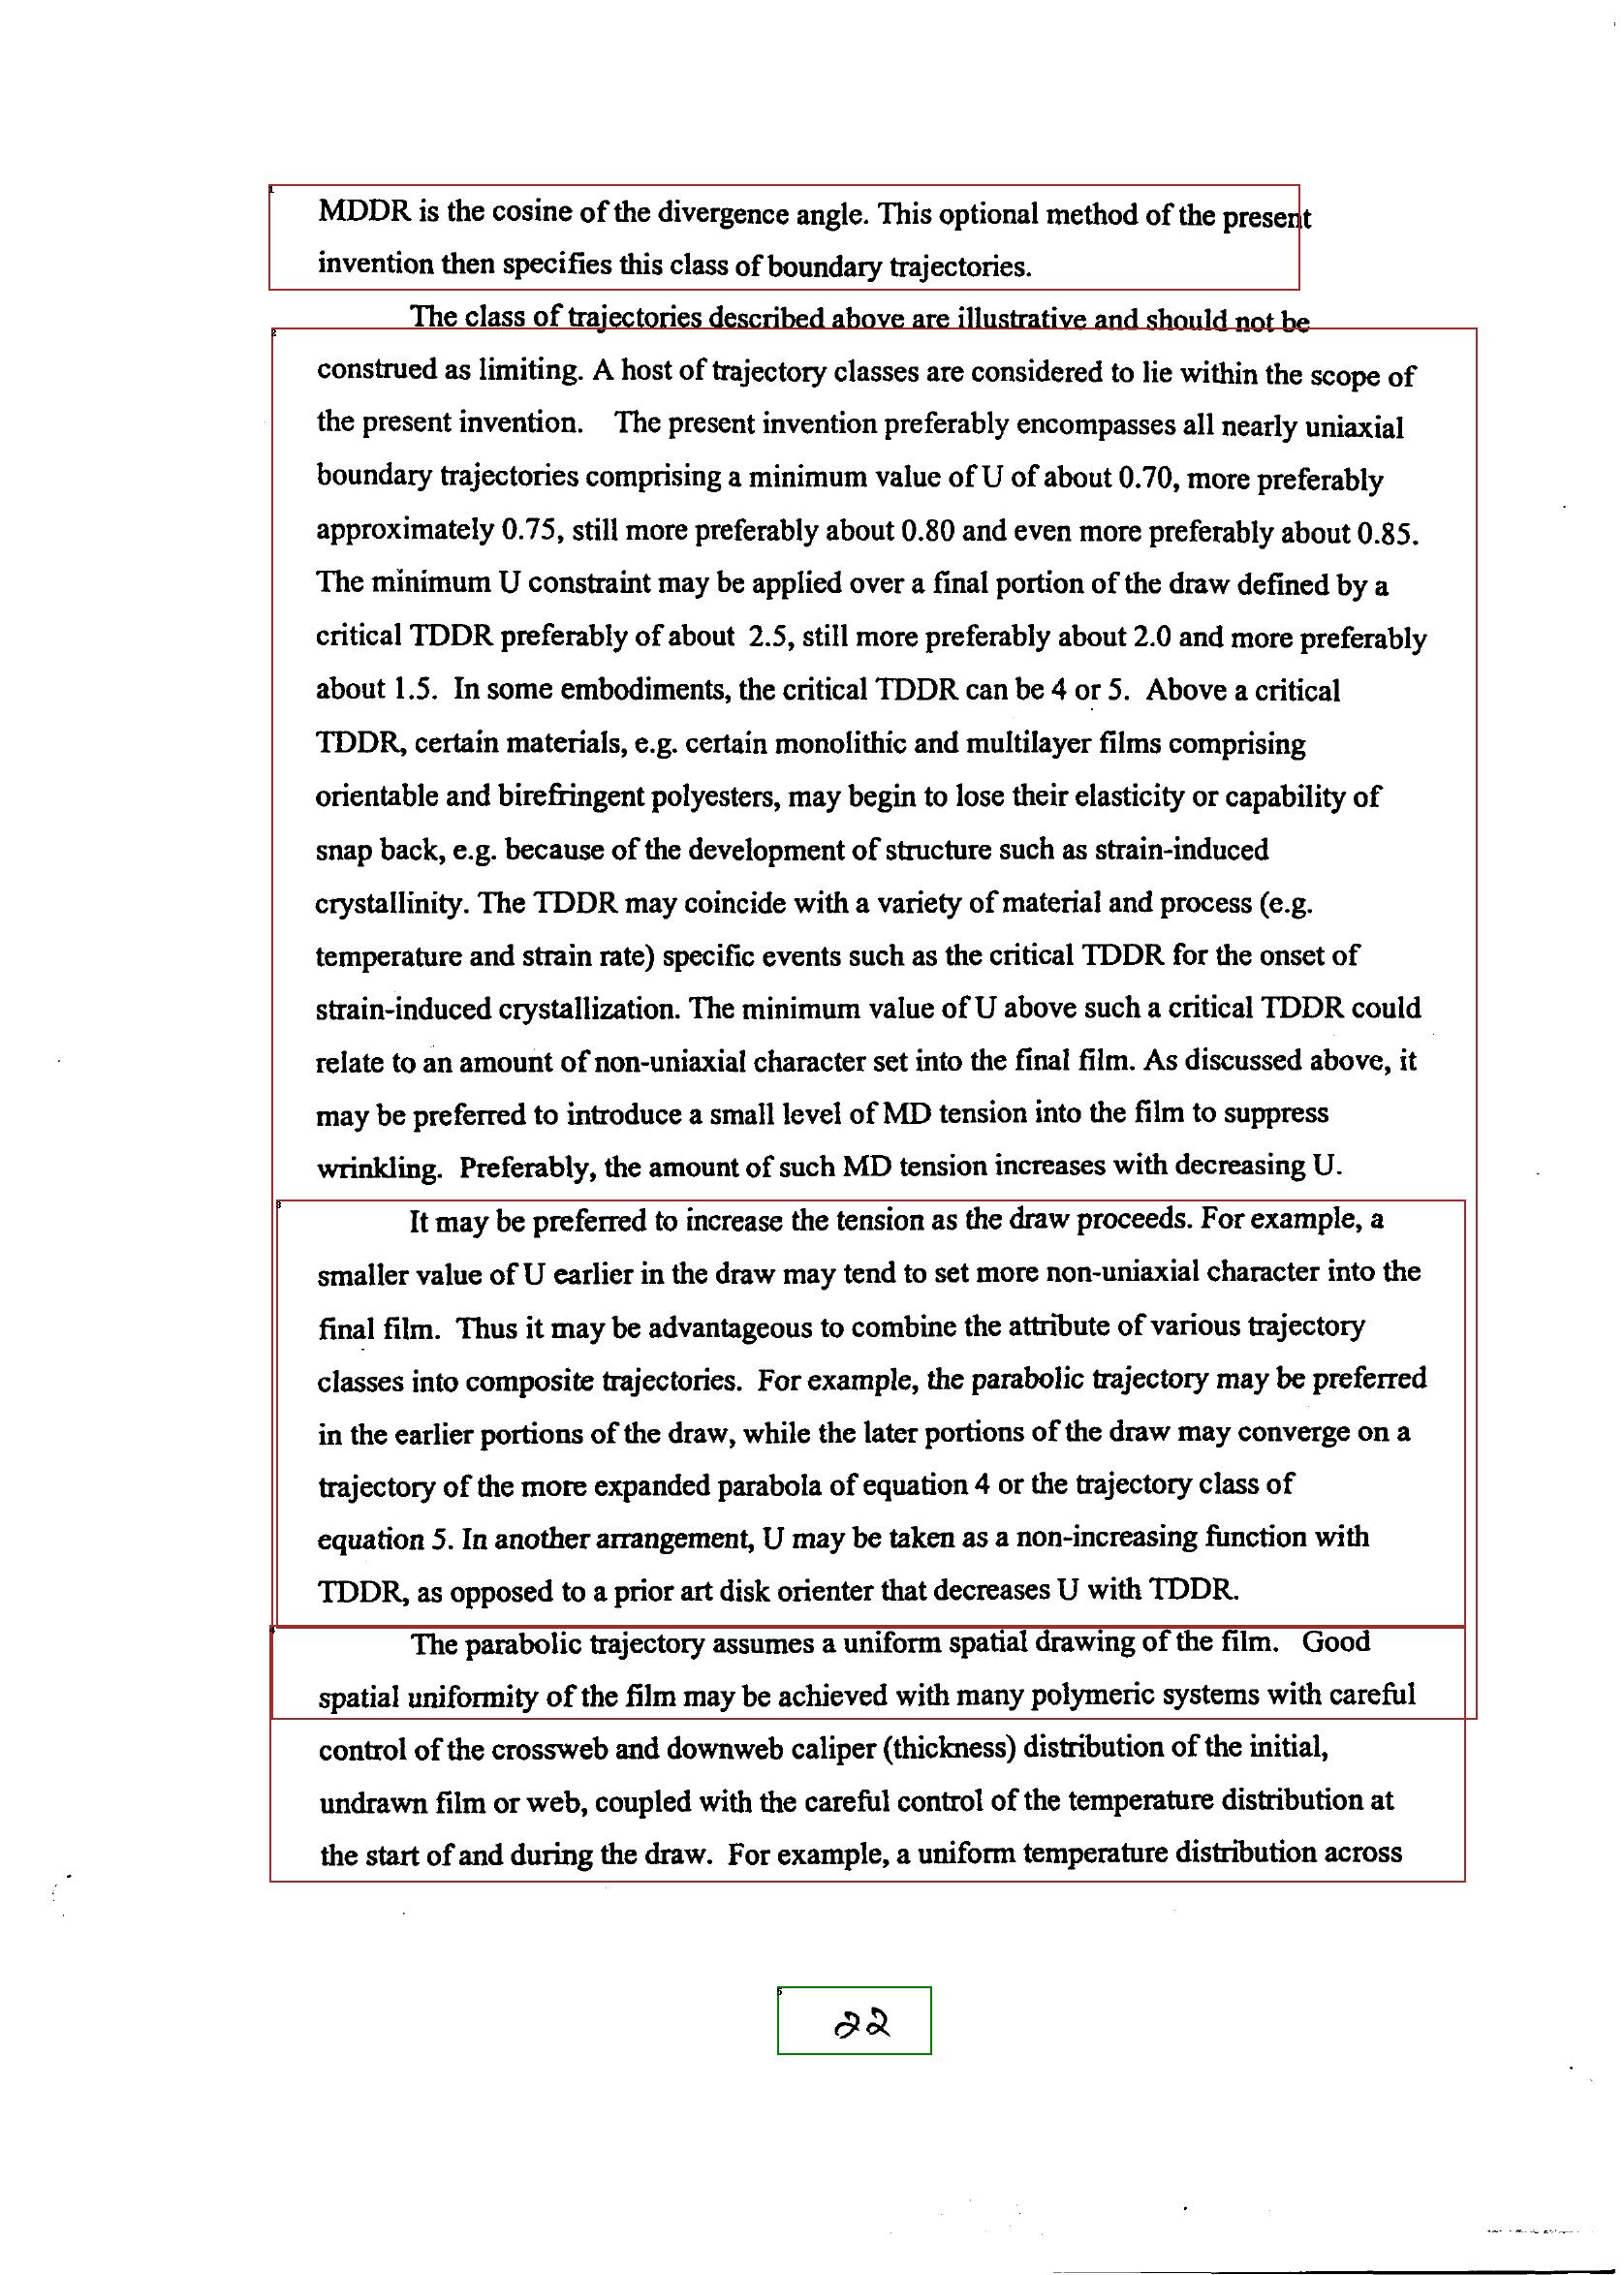 MDDR is the cosine of the divergence angle. This optional method of the present
invention then specifies this class of boundary trajectories.
The class of trajectories described above are illustrative and should not be
construed as limiting. A host of trajectory classes are considered to lie within the scope of
the present invention. The present invention preferably encompasses all nearly uniaxial
boundary trajectories comprising a minimum value of U of about 0.70, more preferably
approximately 0.75, still more preferably about 0.80 and even more preferably about 0.85.
The minimum U constraint may be applied over a final portion of the draw defined by a
critical TDDR preferably of about 2.5, still more preferably about 2.0 and more preferably
about 1.5. In some embodiments, the critical TDDR can be 4 or 5. Above a critical
TDDR, certain materials, e.g. certain monolithic and multilayer films comprising
orientable and birefringent polyesters, may begin to lose their elasticity or capability of
snap back, e.g. because of the development of structure such as strain-induced
crystallinity. The TDDR may coincide with a variety of material and process (e.g.
temperature and strain rate) specific events such as the critical TDDR for the onset of
strain-induced crystallization. The minimum value of U above such a critical TDDR could
relate to an amount of non-uniaxial character set into the final film. As discussed above, it
may be preferred to introduce a small level of MD tension into the film to suppress
wrinkling. Preferably, the amount of such MD tension increases with decreasing U.
It may be preferred to increase the tension as the draw proceeds. For example, a
smaller value of U earlier in the draw may tend to set more non-uniaxial character into the
final film. Thus it may be advantageous to combine the attribute of various trajectory
classes into composite trajectories. For example, the parabolic trajectory may be preferred
in the earlier portions of the draw, while the later portions of the draw may converge on a
trajectory of the more expanded parabola of equation 4 or the trajectory class of
equation 5. In another arrangement, U may be taken as a non-increasing function with
TDDR, as opposed to a prior art disk orienter that decreases U with TDDR.
The parabolic trajectory assumes a uniform spatial drawing of the film. Good
spatial uniformity of the film may be achieved with many polymeric systems with careful
control of the crossweb and downweb caliper (thickness) distribution of the initial,
undrawn film or web, coupled with the careful control of the temperature distribution at
the start of and during the draw. For example, a uniform temperature distribution across
22